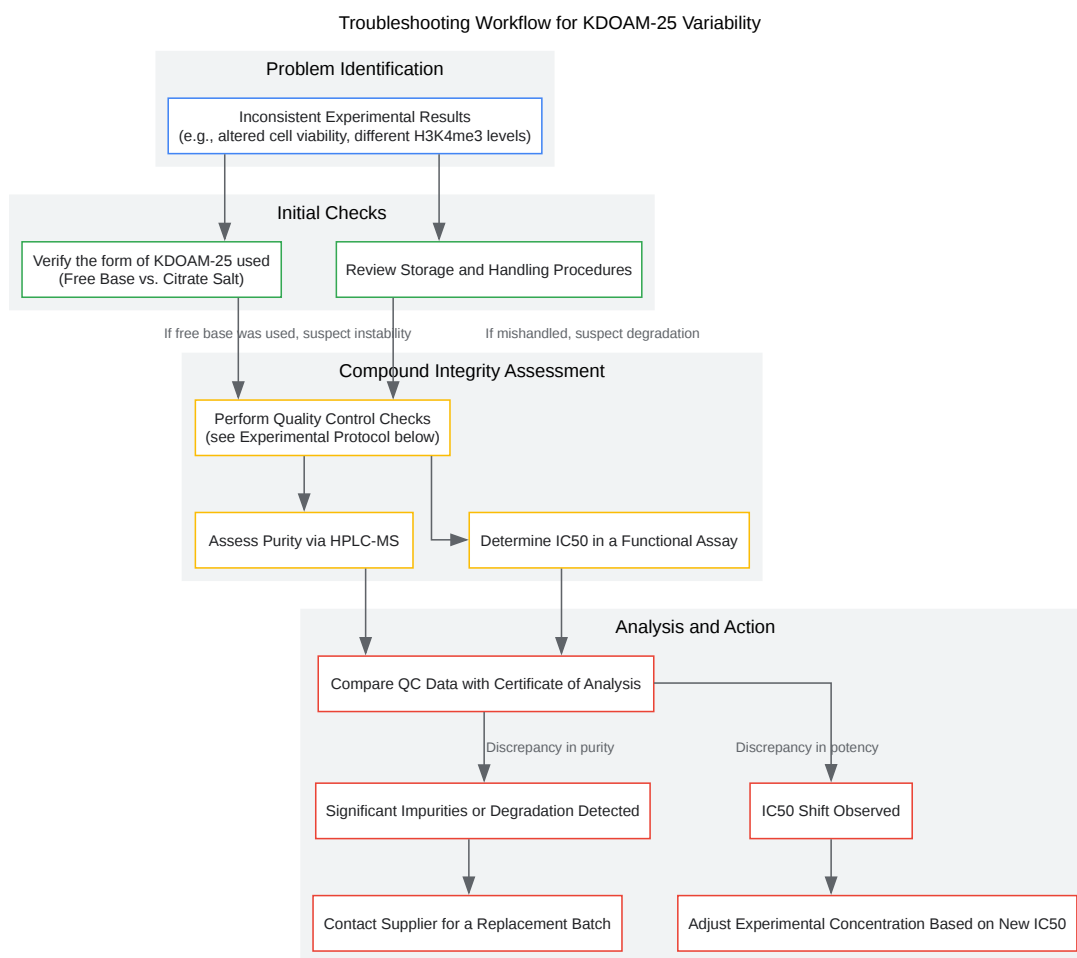 Troubleshooting Workflow for KDOAM-25 Variability
Problem Identification
Inconsistent Experimental Results
(e.g., altered cell viability, different H3K4me3 levels)
Initial Checks
Verify the form of KDOAM-25 used
(Free Base vs. Citrate Salt)
Review Storage and Handling Procedures
If free base was used, suspect instability
If mishandled, suspect degradation
Compound Integrity Assessment
Perform Quality Control Checks
(see Experimental Protocol below)
Assess Purity via HPLC-MS
Determine IC50 in a Functional Assay
Analysis and Action
Compare QC Data with Certificate of Analysis
Discrepancy in purity
Discrepancy in potency
Significant Impurities or Degradation Detected
IC50 Shift Observed
Contact Supplier for a Replacement Batch
Adjust Experimental Concentration Based on New IC50